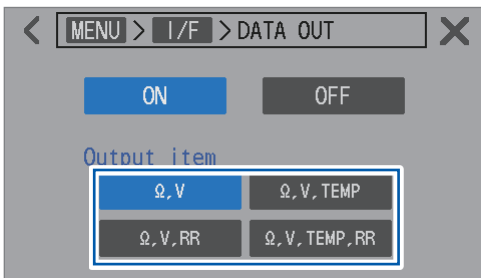 MENU > I/F > DATA OUT
ON OFF
Output item
Ω,V Ω,V,TEMP
Ω,V,RR Ω,V,TEMP,RR